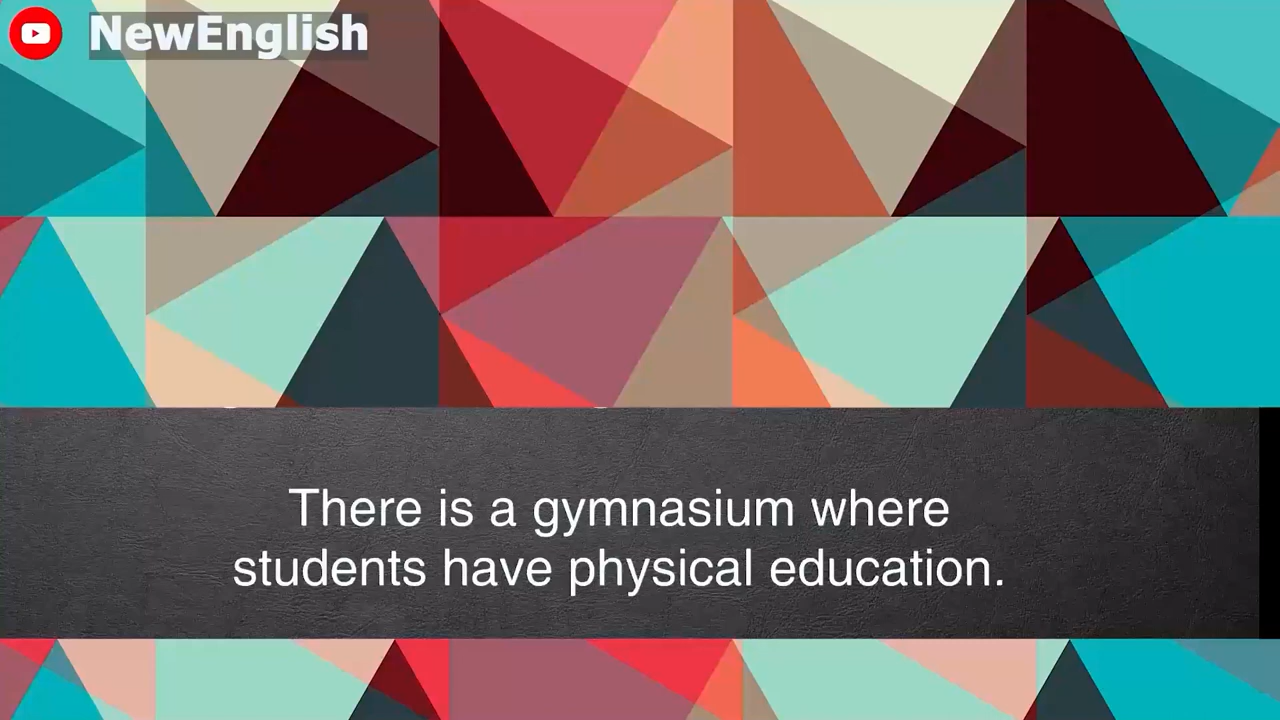 NewEnglish
There is a gymnasium where
students have physical education.